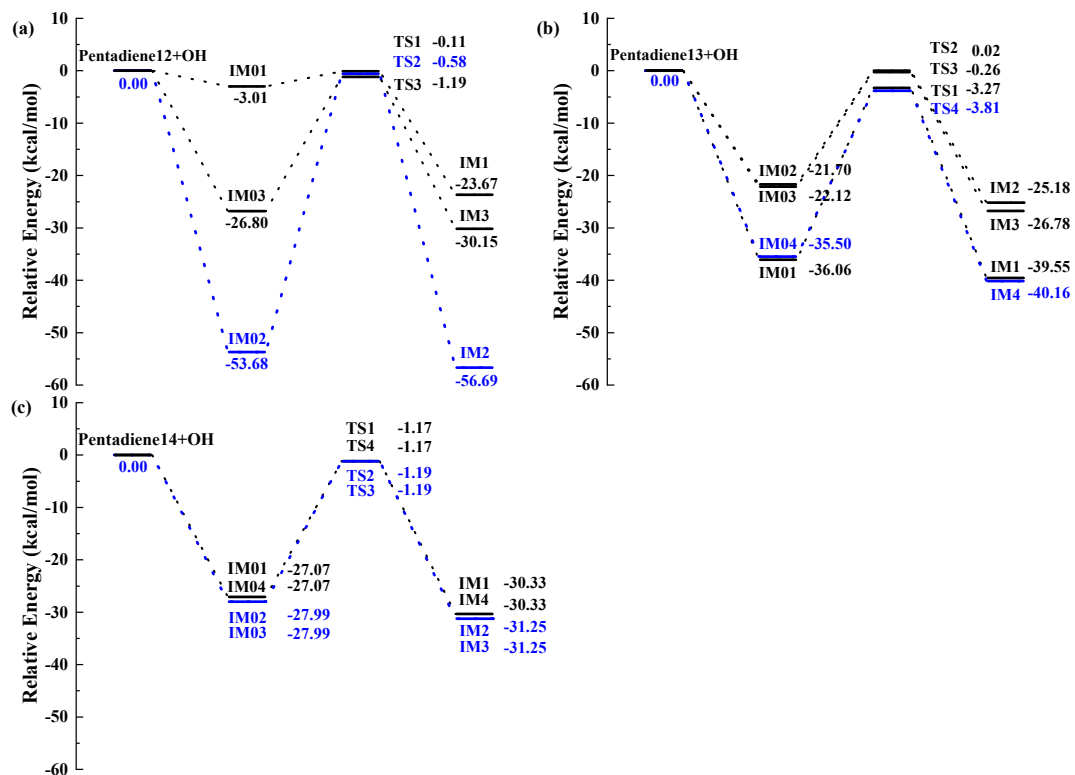 (a)
Relative Energy (kcal/mol)
10
0
-10
-20
-30
-40
-50
-60
Pentadiene12+OH
0.00
IM01
-3.01
IM03
-26.80
IM02
-53.68
TS1 -0.11
TS2 -0.58
TS3 -1.19
IM1
-23.67
IM3
-30.15
IM2
-56.69
(b)
Relative Energy (kcal/mol)
10
0
-10
-20
-30
-40
-50
-60
Pentadiene13+OH
0.00
IM02 -21.70
IM03 -22.12
IM04 -35.50
IM01 -36.06
TS2 0.02
TS3 -0.26
TS1 -3.27
TS4 -3.81
IM2 -25.18
IM3 -26.78
IM1 -39.55
IM4 -40.16
(c)
Relative Energy (kcal/mol)
10
0
-10
-20
-30
-40
-50
-60
Pentadiene14+OH
0.00
IM01 -27.07
IM04 -27.07
IM02 -27.99
IM03 -27.99
TS1 -1.17
TS4 -1.17
TS2 -1.19
TS3 -1.19
IM1 -30.33
IM4 -30.33
IM2 -31.25
IM3 -31.25